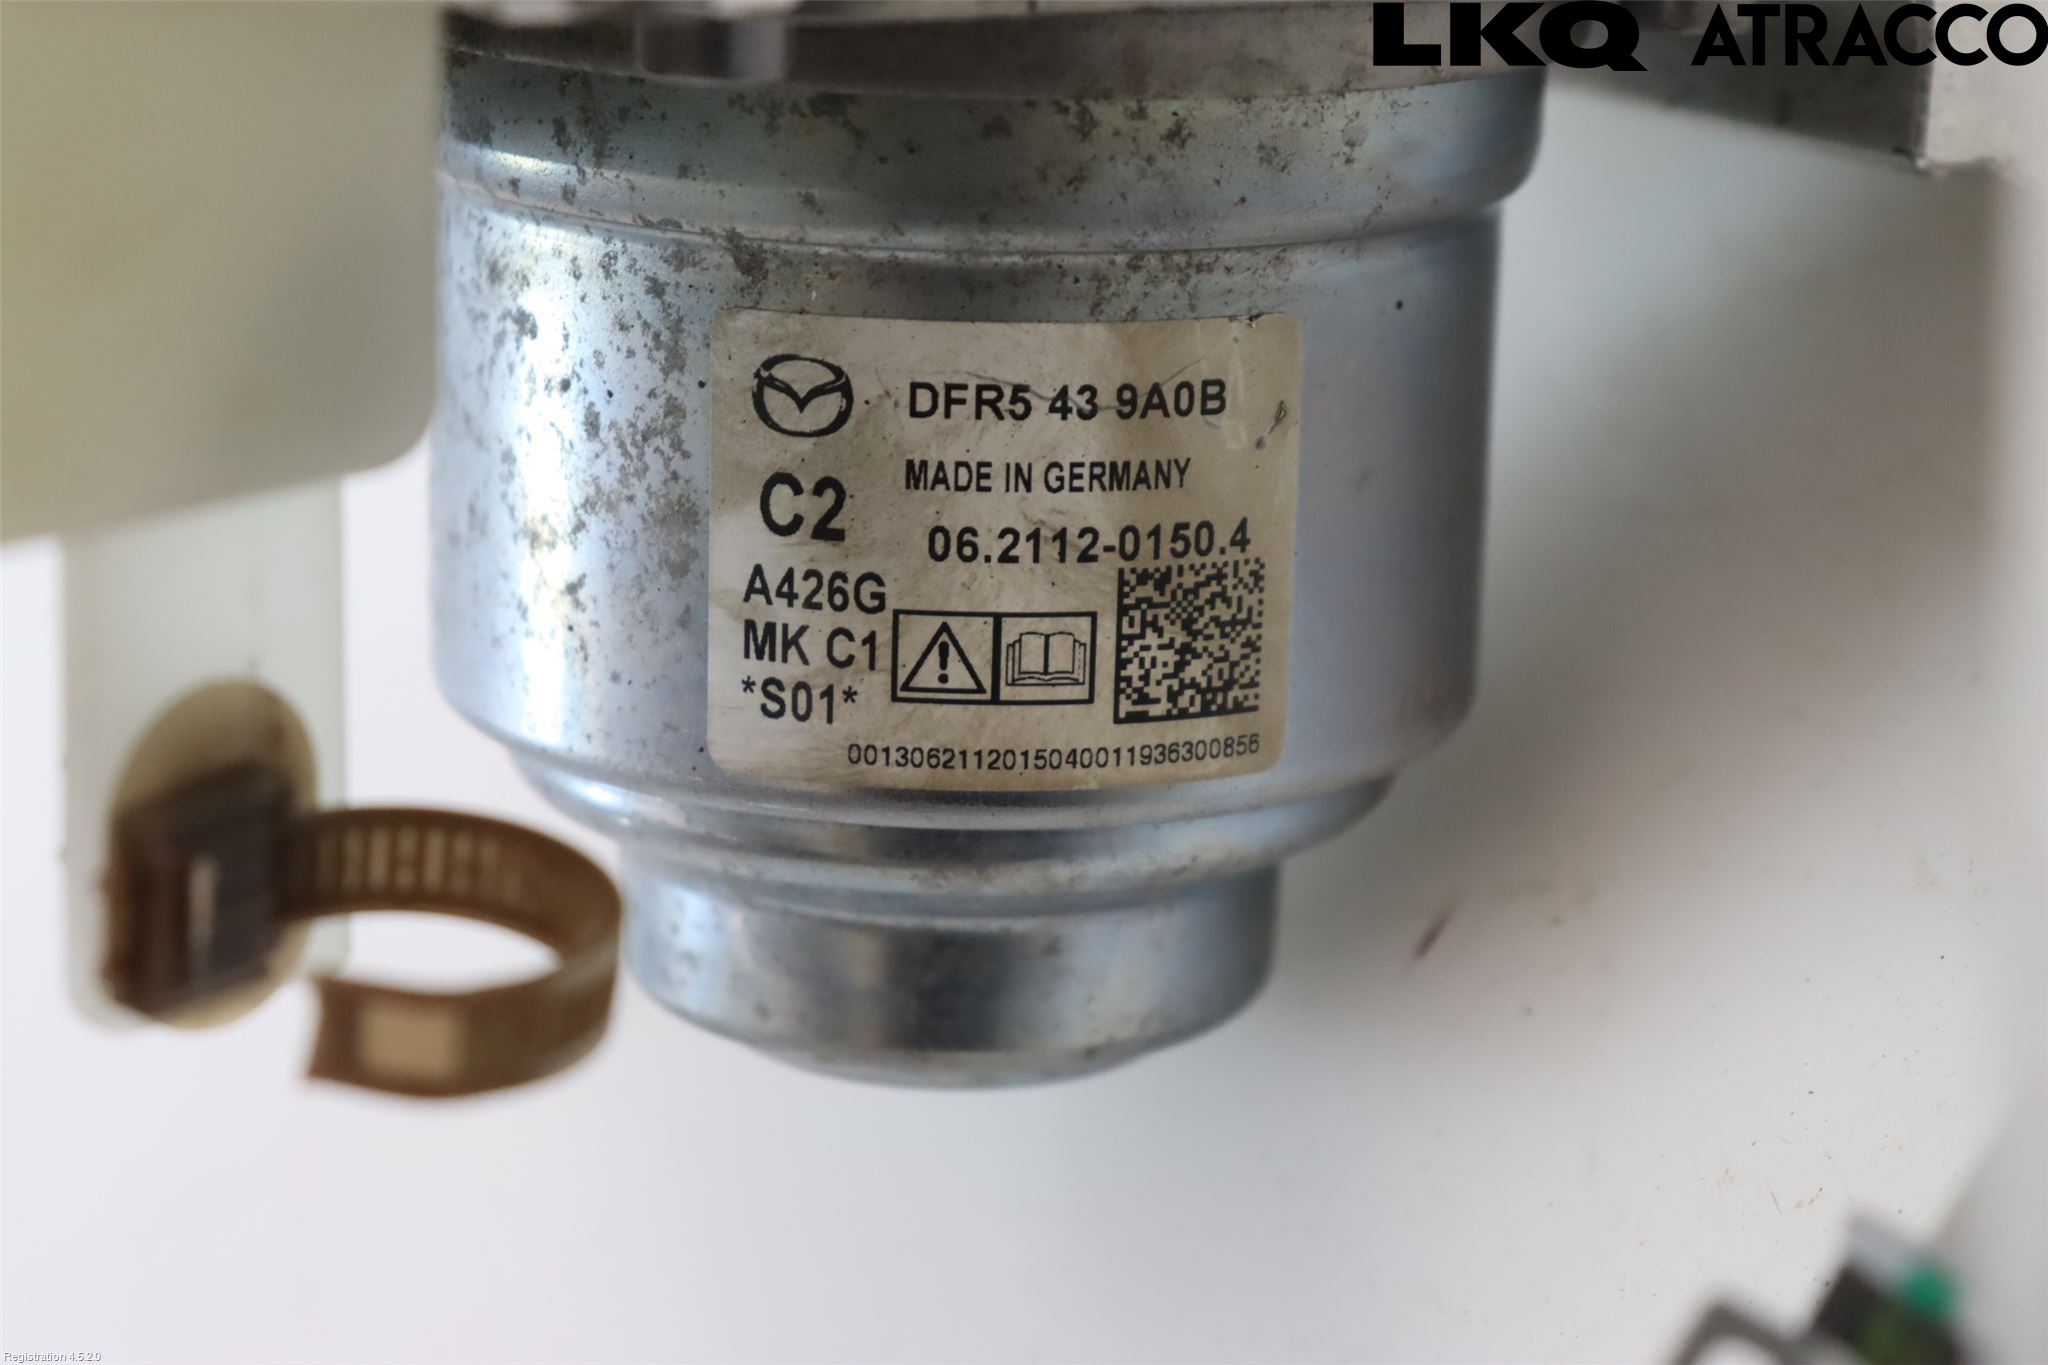 LKQ ATRACCO
DFR5 43 9A0B
MADE IN GERMANY
C2
06.2112-0150.4
A426G
MK C1
*S01*
00130621120150400011936300856
Registration 4.5.2.0